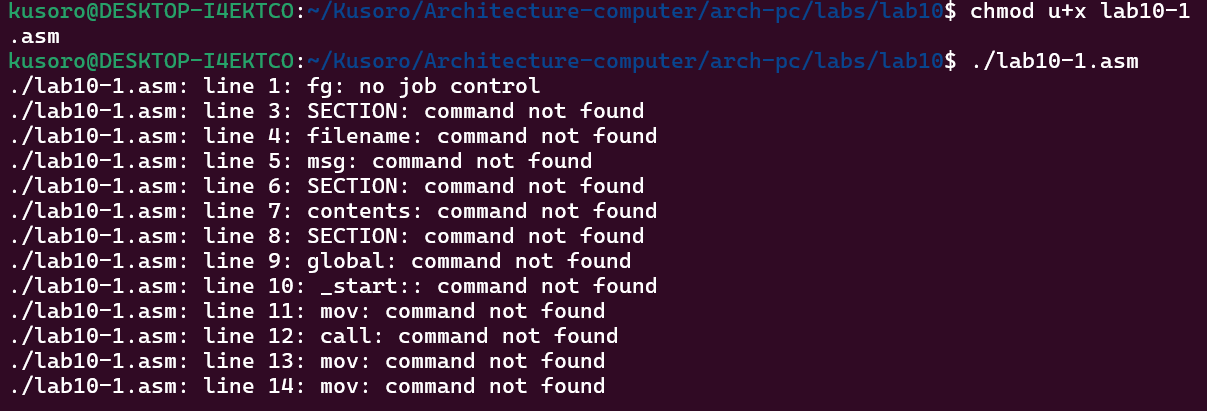 kusoro@DESKTOP-I4EKTCO:~/Kusoro/Architecture-computer/arch-pc/labs/lab10$ chmod u+x lab10-1
.asm
kusoro@DESKTOP-I4EKTCO:~/Kusoro/Architecture-computer/arch-pc/labs/lab10$ ./lab10-1.asm
./lab10-1.asm: line 1: fg: no job control
./lab10-1.asm: line 3: SECTION: command not found
./lab10-1.asm: line 4: filename: command not found
./lab10-1.asm: line 5: msg: command not found
./lab10-1.asm: line 6: SECTION: command not found
./lab10-1.asm: line 7: contents: command not found
./lab10-1.asm: line 8: SECTION: command not found
./lab10-1.asm: line 9: global: command not found
./lab10-1.asm: line 10: _start:: command not found
./lab10-1.asm: line 11: mov: command not found
./lab10-1.asm: line 12: call: command not found
./lab10-1.asm: line 13: mov: command not found
./lab10-1.asm: line 14: mov: command not found